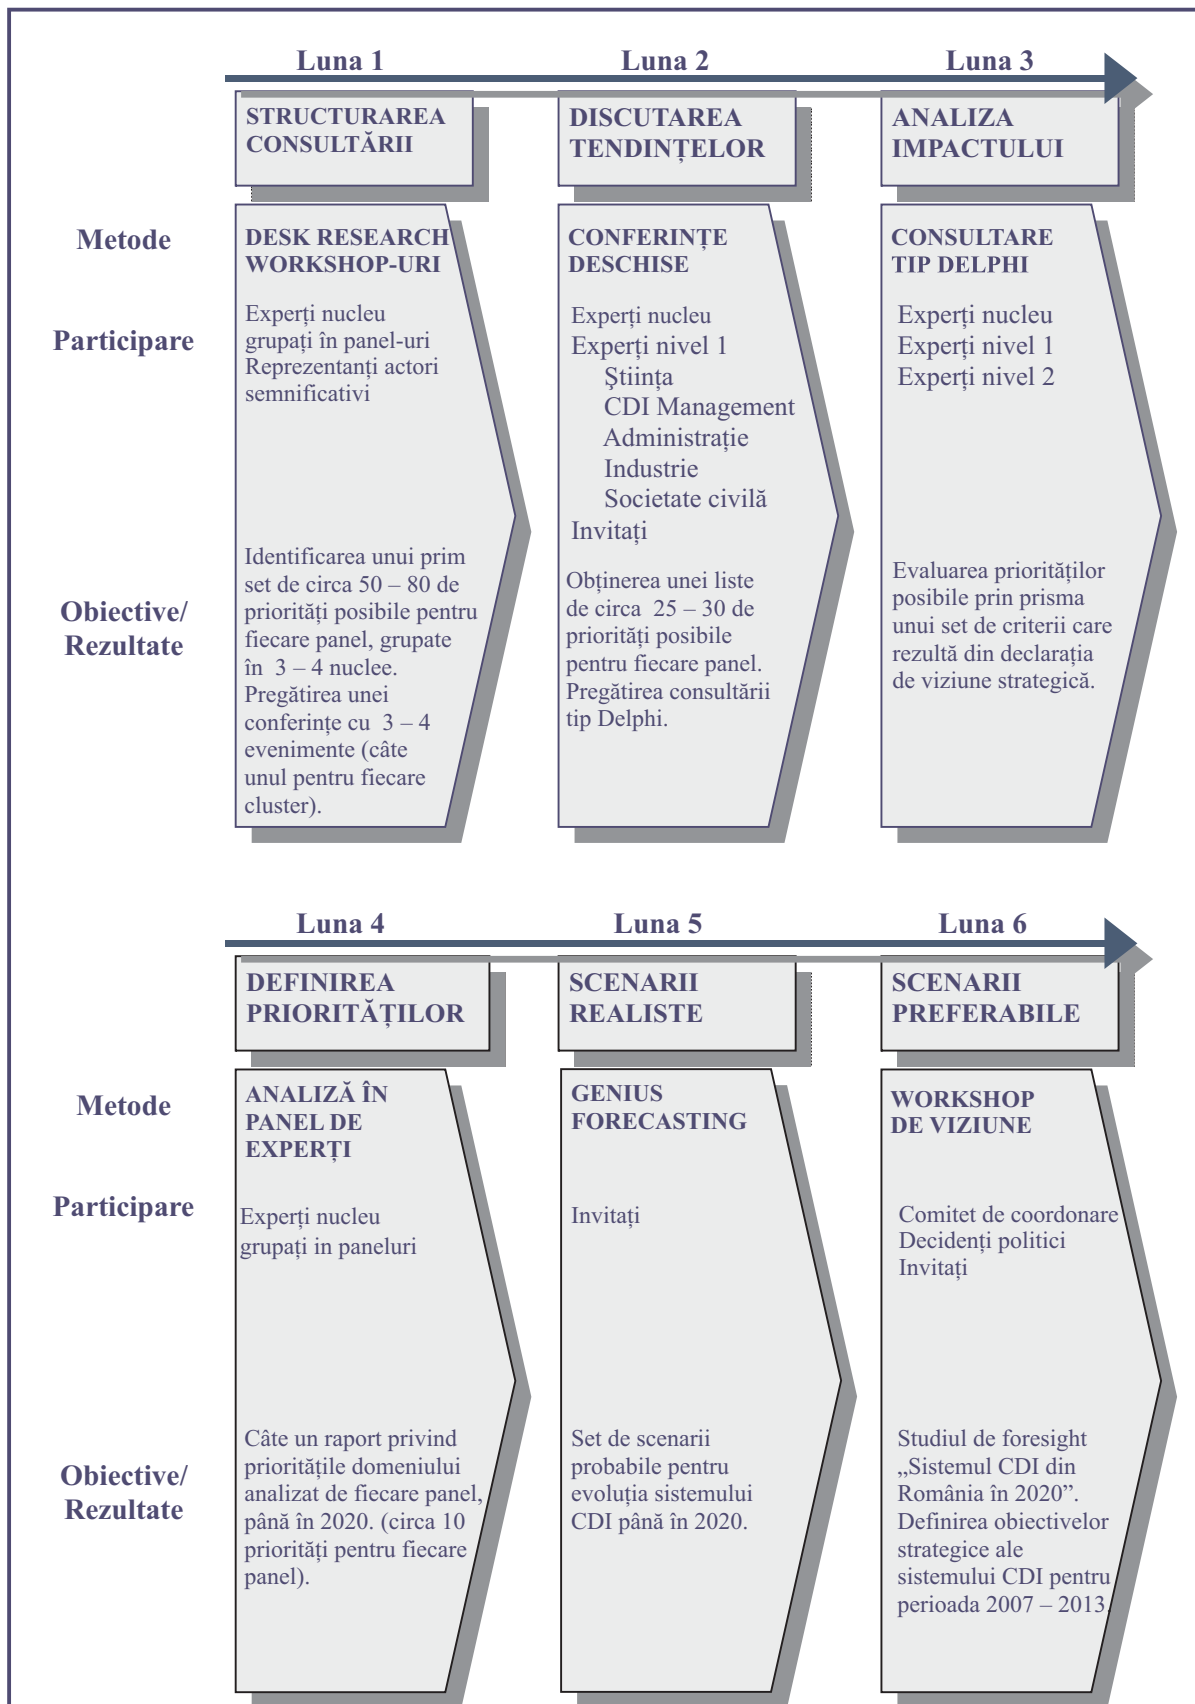 Luna 1
Luna 2
Luna 3
STRUCTURAREA
CONSULTĂRII
DISCUTAREA
TENDINȚELOR
ANALIZA
IMPACTULUI
Metode
DESK RESEARCH
WORKSHOP-URI
CONFERINȚE
DESCHISE
CONSULTARE
TIP DELPHI
Participare
Experți nucleu
grupați în panel-uri
Reprezentanți actori
semnificativi
Experți nucleu
Experți nivel 1
Ştiința
CDI Management
Administrație
Industrie
Societate civilă
Invitați
Experți nucleu
Experți nivel 1
Experți nivel 2
Obiective/
Rezultate
Identificarea unui prim
set de circa 50 – 80 de
priorități posibile pentru
fiecare panel, grupate
în 3 – 4 nuclee.
Pregătirea unei
conferințe cu 3 – 4
evenimente (câte
unul pentru fiecare
cluster).
Obținerea unei liste
de circa 25 – 30 de
priorități posibile
pentru fiecare panel.
Pregătirea consultării
tip Delphi.
Evaluarea priorităților
posibile prin prisma
unui set de criterii care
rezultă din declarația
de viziune strategică.
Luna 4
Luna 5
Luna 6
DEFINIREA
PRIORITĂȚILOR
SCENARII
REALISTE
SCENARII
PREFERABILE
Metode
ANALIZĂ ÎN
PANEL DE
EXPERȚI
GENIUS
FORECASTING
WORKSHOP
DE VIZIUNE
Participare
Experți nucleu
grupați in paneluri
Invitați
Comitet de coordonare
Decidenți politici
Invitați
Obiective/
Rezultate
Câte un raport privind
prioritățile domeniului
analizat de fiecare panel,
până în 2020. (circa 10
priorități pentru fiecare
panel).
Set de scenarii
probabile pentru
evoluția sistemului
CDI până în 2020.
Studiul de foresight
„Sistemul CDI din
România în 2020”.
Definirea obiectivelor
strategice ale
sistemului CDI pentru
perioada 2007 – 2013.